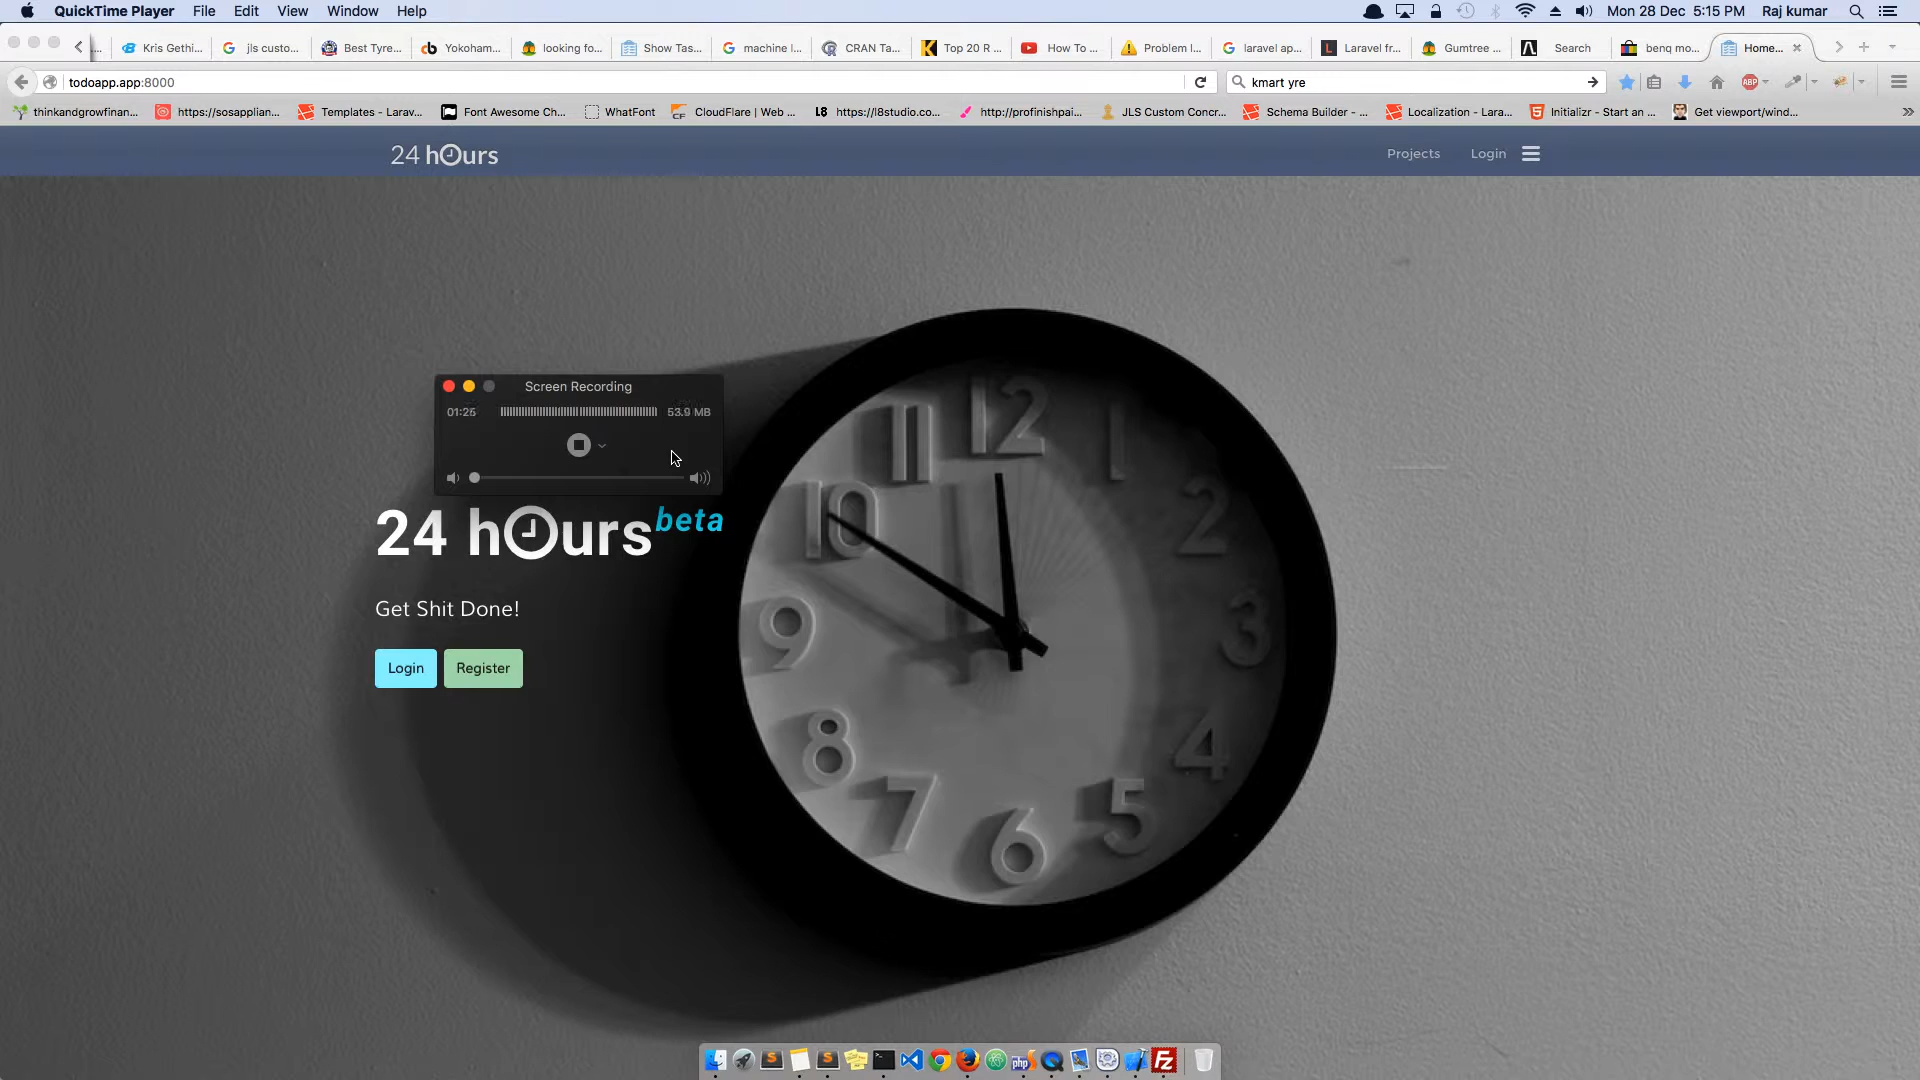 QuickTime Player File Edit View Window Help Mon 28 Dec 5:15 PM Raj kumar
... Kris Gethi... jls custo... Best Tyre... Yokoham... looking fo... Show Tas... machine l... CRAN Ta... Top 20 R ... How To ... Problem l... laravel ap... Laravel fr... Gumtree ... Search benq mo... Home...
todoapp.app:8000 kmart yre ABP
thinkandgrowfinan... https://sosapplian... Templates - Larav... Font Awesome Ch... WhatFont CloudFlare | Web ... L8 https://l8studio.co... http://profinishpai... JLS Custom Concr... Schema Builder - ... Localization - Lara... Initializr - Start an ... Get viewport/wind...
24 hours Projects Login
Screen Recording
01:26 53.9 MB
24 hours beta
Get Shit Done!
Login Register
12
1
2
3
4
5
6
7
8
9
10
11
php
Fz